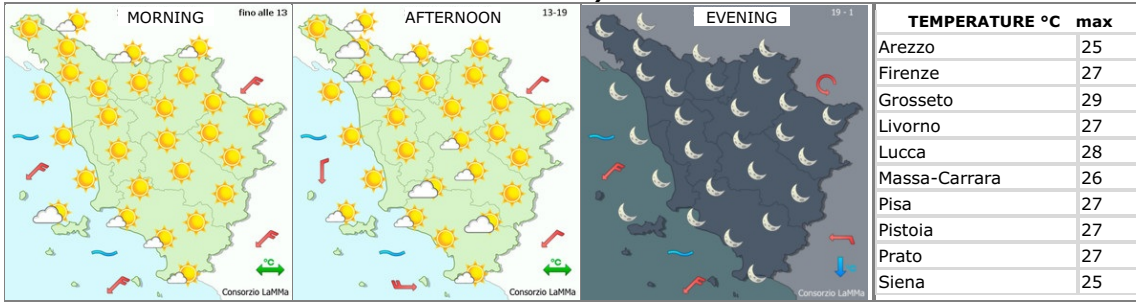 MORNING
fino alle 13
°C
Consorzio LaMMa
AFTERNOON
13-19
°C
Consorzio LaMMa
EVENING
19 - 1
Consorzio LaMMa
TEMPERATURE °C max
Arezzo 25
Firenze 27
Grosseto 29
Livorno 27
Lucca 28
Massa-Carrara 26
Pisa 27
Pistoia 27
Prato 27
Siena 25